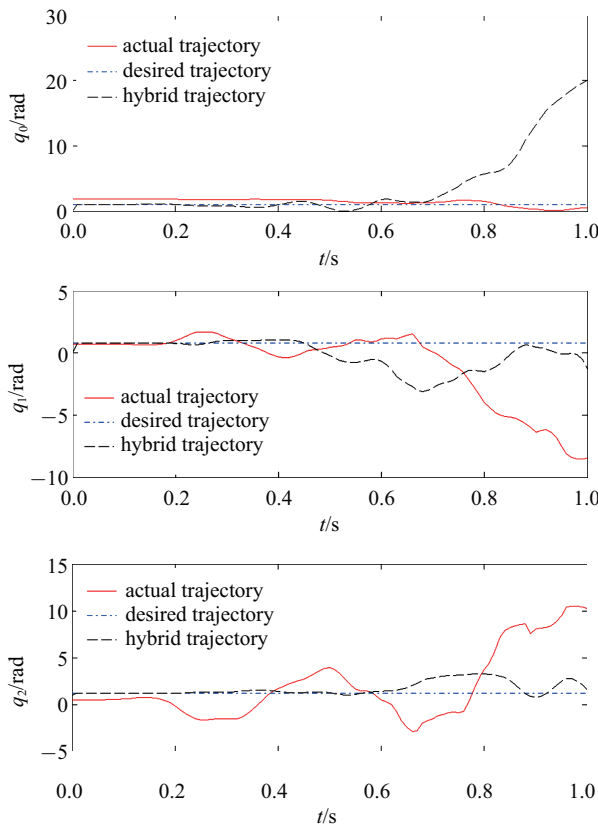 30
20
10
0
q0/rad
actual trajectory
desired trajectory
hybrid trajectory
0.0 0.2 0.4 0.6 0.8 1.0
t/s
5
0
−5
−10
q1/rad
actual trajectory
desired trajectory
hybrid trajectory
0.0 0.2 0.4 0.6 0.8 1.0
t/s
15
10
5
0
−5
q2/rad
actual trajectory
desired trajectory
hybrid trajectory
0.0 0.2 0.4 0.6 0.8 1.0
t/s